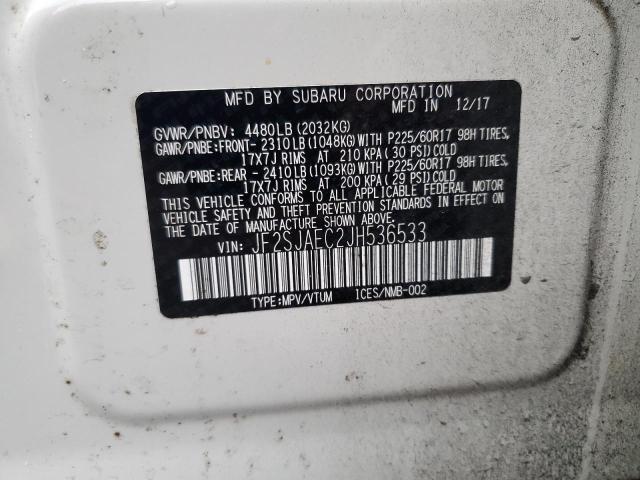 MFD BY SUBARU CORPORATION
MFD IN 12/17
GVWR/PNBV: 4480LB(2032KG)
GAWR/PNBE:FRONT- 2310LB(1048KG)WITH P225/60R17 98H TIRES,
17X7J RIMS AT 210 KPA(30 PSI)COLD
GAWR/PNBE:REAR - 2410LB(1093KG)WITH P225/60R17 98H TIRES,
17X7J RIMS AT 200 KPA(29 PSI)COLD
THIS VEHICLE CONFORMS TO ALL APPLICABLE FEDERAL MOTOR
VEHICLE SAFETY AND THEFT PREVENTION STANDARDS IN EFFECT ON
THE DATE OF MANUFACTURE SHOWN ABOVE.
VIN: JF2SJAEC2JH536533
TYPE:MPV/VTUM 1CES/NMB-002